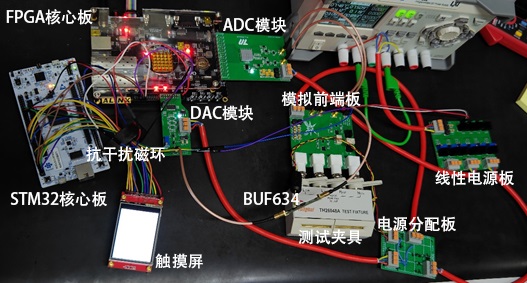 FPGA核心板
ADC模块
DAC模块
模拟前端板
抗干扰磁环
线性电源板
STM32核心板
BUF634
TH26048A TEST FIXTURE
测试夹具
电源分配板
触摸屏